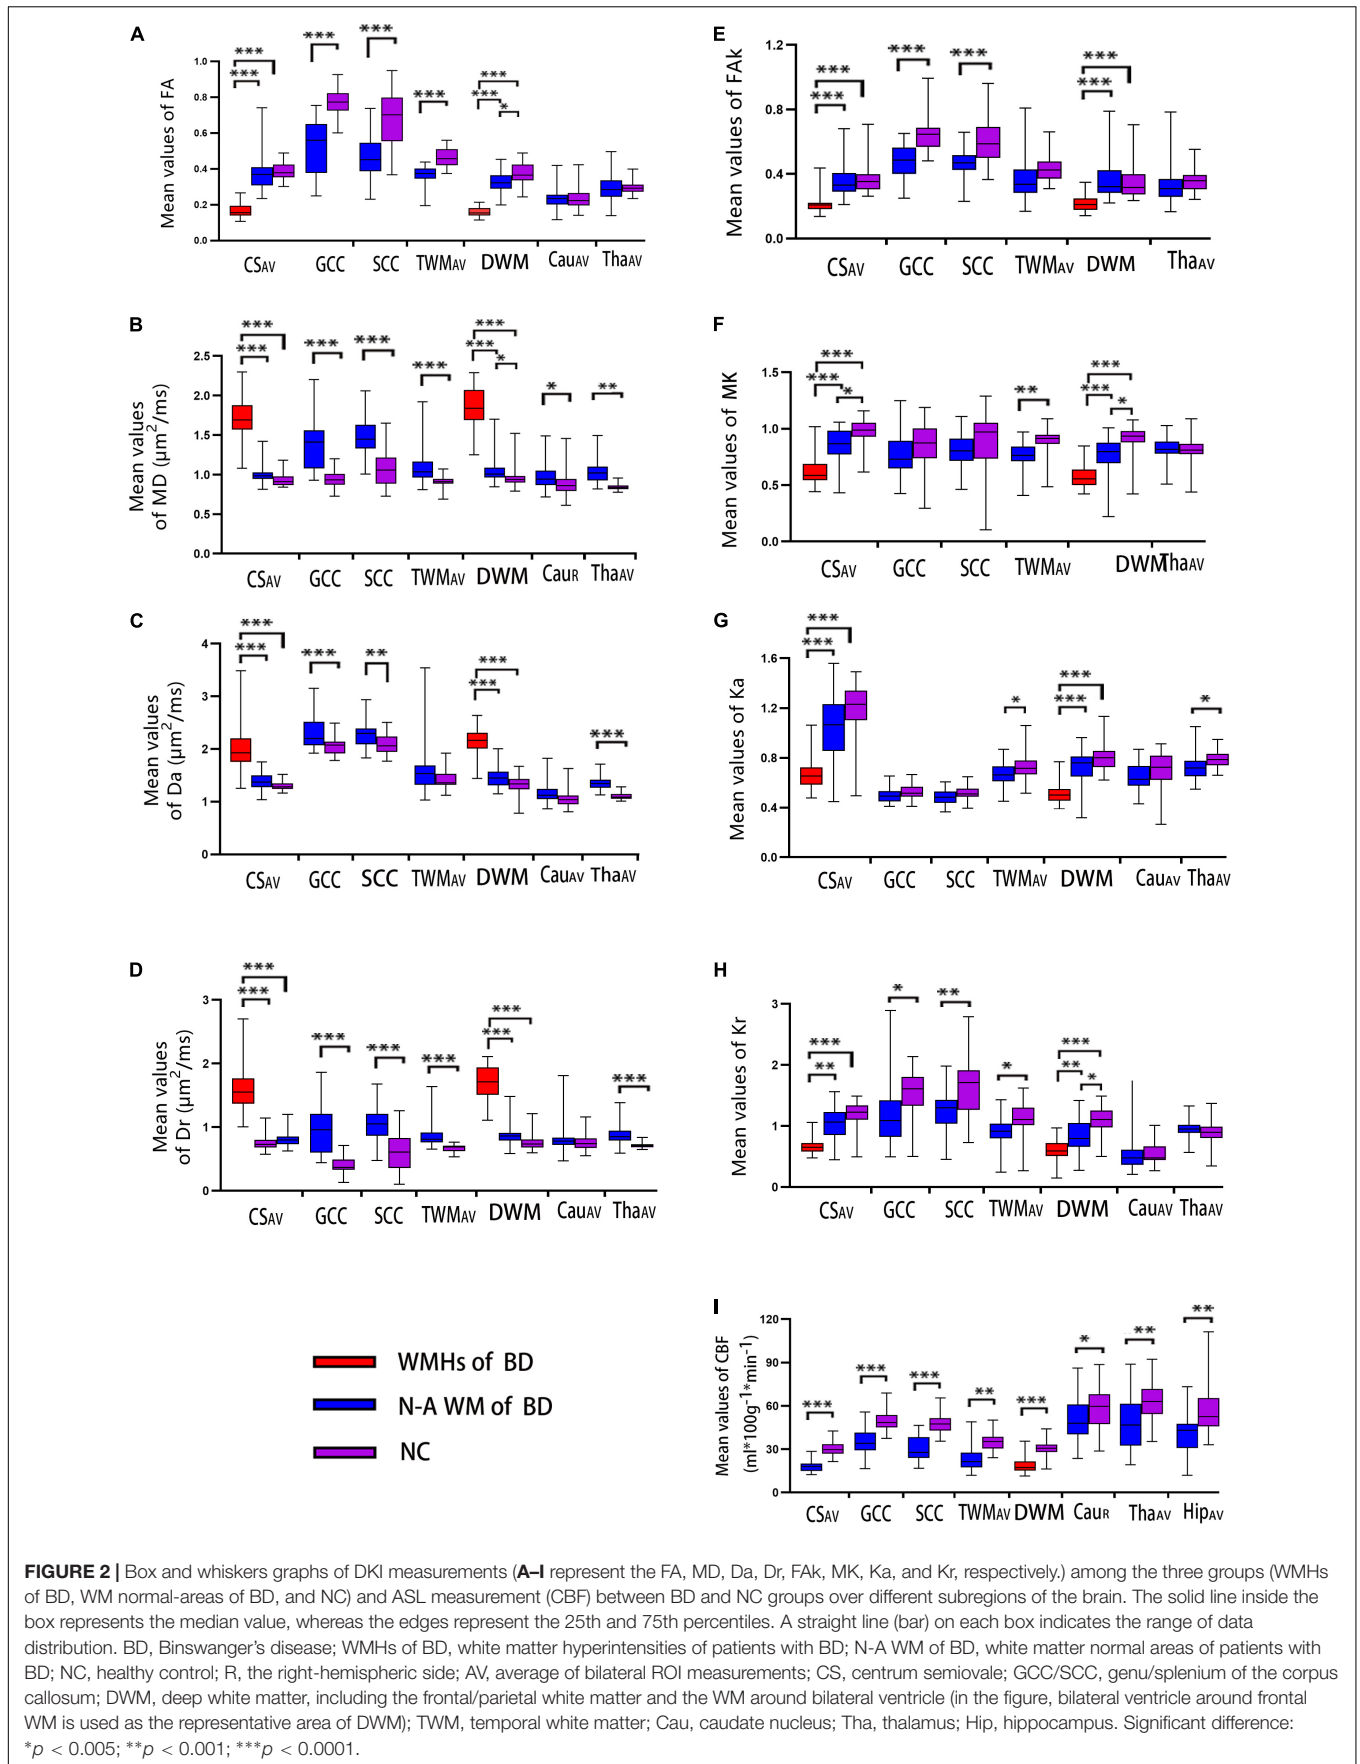 A
Mean values of FA
1.0
0.8
0.6
0.4
0.2
0.0
*** *** *** *** *** *** *** * 
CSAV GCC SCC TWMAV DWM CauAV ThaAV
B
Mean values
of MD (μm²/ms)
2.5
2.0
1.5
1.0
0.5
0.0
*** *** *** *** *** *** *** * * **
CSAV GCC SCC TWMAV DWM CauR ThaAV
C
Mean values
of Da (μm²/ms)
4
3
2
1
0
*** *** *** ** *** *** ***
CSAV GCC SCC TWMAV DWM CauAV ThaAV
D
Mean values
of Dr (μm²/ms)
3
2
1
0
*** *** *** *** *** *** *** ***
CSAV GCC SCC TWMAV DWM CauAV ThaAV
WMHs of BD
N-A WM of BD
NC
E
Mean values of FAk
1.2
0.8
0.4
0.0
*** *** *** *** *** ***
CSAV GCC SCC TWMAV DWM ThaAV
F
Mean values of MK
1.5
1.0
0.5
0.0
*** *** * ** *** *** *
CSAV GCC SCC TWMAV DWM ThaAV
G
Mean values of Ka
1.6
1.2
0.8
0.4
0.0
*** *** * *** *** *
CSAV GCC SCC TWMAV DWM CauAV ThaAV
H
Mean values of Kr
3
2
1
0
*** ** * ** * *** ** *
CSAV GCC SCC TWMAV DWM CauAV ThaAV
I
Mean values of CBF
(ml*100g⁻¹*min⁻¹)
120
90
60
30
0
*** *** *** ** *** * ** **
CSAV GCC SCC TWMAV DWM CauR ThaAV HipAV
FIGURE 2 | Box and whiskers graphs of DKI measurements (A–I represent the FA, MD, Da, Dr, FAk, MK, Ka, and Kr, respectively.) among the three groups (WMHs
of BD, WM normal-areas of BD, and NC) and ASL measurement (CBF) between BD and NC groups over different subregions of the brain. The solid line inside the
box represents the median value, whereas the edges represent the 25th and 75th percentiles. A straight line (bar) on each box indicates the range of data
distribution. BD, Binswanger's disease; WMHs of BD, white matter hyperintensities of patients with BD; N-A WM of BD, white matter normal areas of patients with
BD; NC, healthy control; R, the right-hemispheric side; AV, average of bilateral ROI measurements; CS, centrum semiovale; GCC/SCC, genu/splenium of the corpus
callosum; DWM, deep white matter, including the frontal/parietal white matter and the WM around bilateral ventricle (in the figure, bilateral ventricle around frontal
WM is used as the representative area of DWM); TWM, temporal white matter; Cau, caudate nucleus; Tha, thalamus; Hip, hippocampus. Significant difference:
*p < 0.005; **p < 0.001; ***p < 0.0001.